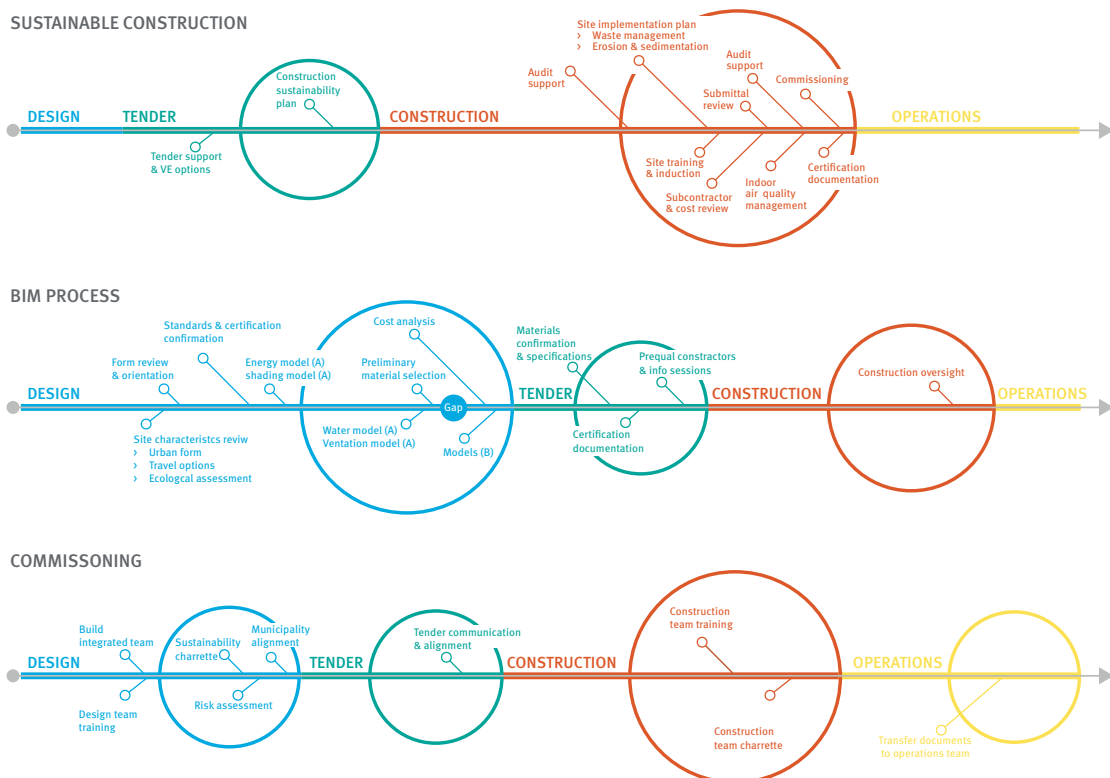 SUSTAINABLE CONSTRUCTION
Site implementation plan
› Waste management
› Erosion & sedimentation
Audit
support
Audit
support
Commissioning
Construction
sustainability
plan
Submittal
review
DESIGN
TENDER
CONSTRUCTION
OPERATIONS
Tender support
& VE options
Site training
& induction
Subcontractor
& cost review
Indoor
air quality
management
Certification
documentation
BIM PROCESS
Standards & certification
confirmation
Cost analysis
Materials
confirmation
& specifications
Form review
& orientation
Energy model (A)
shading model (A)
Preliminary
material selection
Prequal constractors
& info sessions
Construction oversight
DESIGN
Gap
TENDER
CONSTRUCTION
OPERATIONS
Site characteristcs reviw
› Urban form
› Travel options
› Ecologcal assessment
Water model (A)
Ventation model (A)
Models (B)
Certification
documentation
COMMISSONING
Build
integrated team
Sustainability
charrette
Municipality
alignment
Tender communication
& alignment
Construction
team training
DESIGN
TENDER
CONSTRUCTION
OPERATIONS
Design team
training
Risk assessment
Construction
team charrette
Transfer documents
to operations team